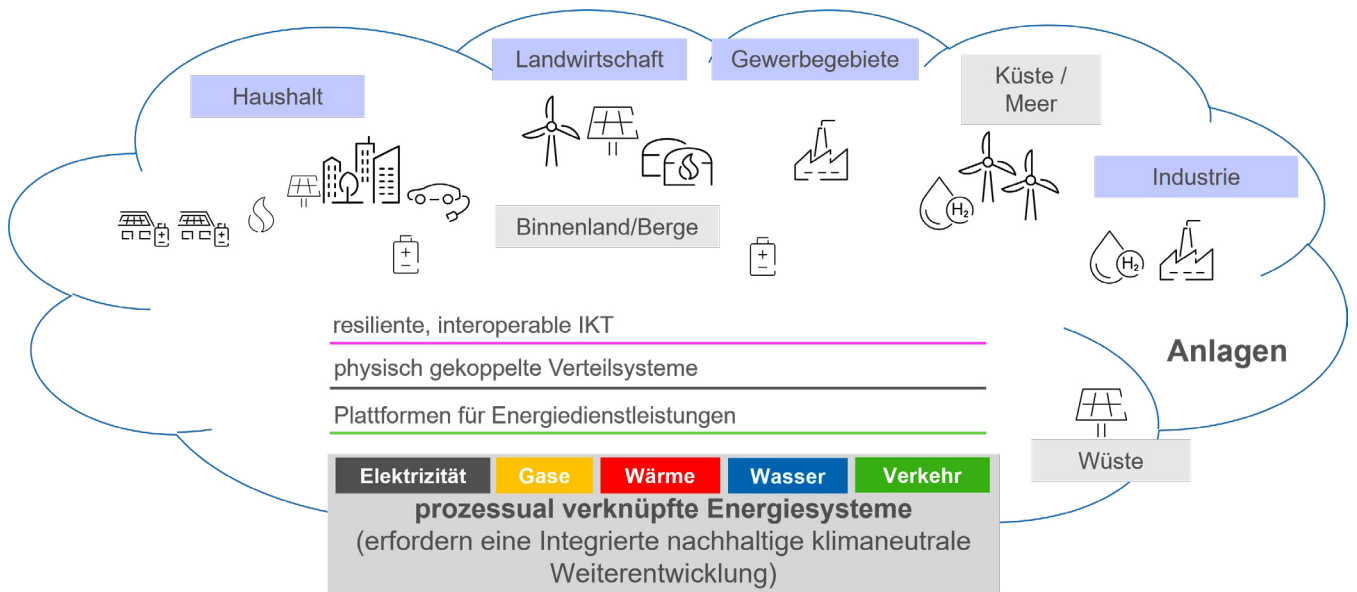 Landwirtschaft
Gewerbegebiete
Haushalt
Küste /
Meer
Industrie
Binnenland/Berge
+
−
+
−
+
−
+
−
H₂
H₂
resiliente, interoperable IKT
Anlagen
physisch gekoppelte Verteilsysteme
Plattformen für Energiedienstleistungen
Wüste
Elektrizität
Gase
Wärme
Wasser
Verkehr
prozessual verknüpfte Energiesysteme
(erfordern eine Integrierte nachhaltige klimaneutrale
Weiterentwicklung)